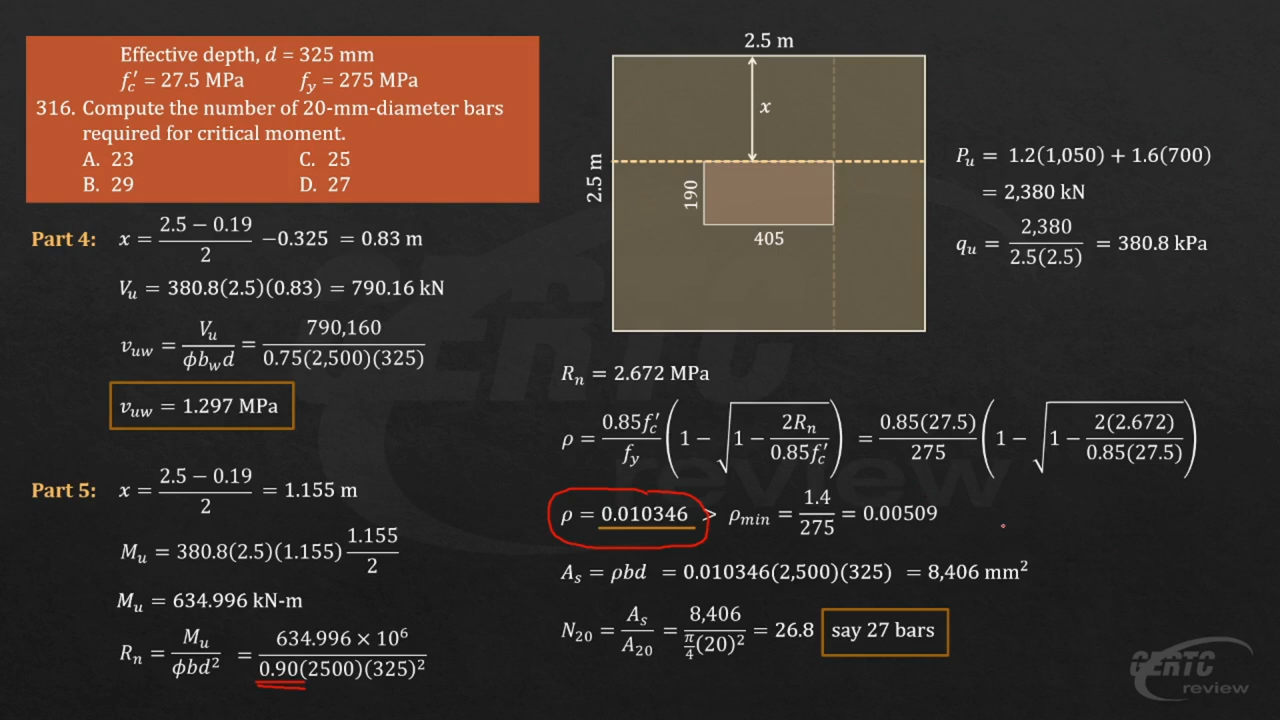 Effective depth, d = 325 mm
f′c = 27.5 MPa fy = 275 MPa
316. Compute the number of 20-mm-diameter bars
required for critical moment.
A. 23 C. 25
B. 29 D. 27
Part 4: x = (2.5 − 0.19)/2 −0.325 = 0.83 m
Vu = 380.8(2.5)(0.83) = 790.16 kN
vuw = Vu/(ϕbwd) = 790,160/(0.75(2,500)(325))
vuw = 1.297 MPa
Part 5: x = (2.5 − 0.19)/2 = 1.155 m
Mu = 380.8(2.5)(1.155) 1.155/2
Mu = 634.996 kN-m
Rn = Mu/(ϕbd²) = (634.996 × 10⁶)/(0.90(2500)(325)²)
2.5 m
x
2.5 m
190
405
Pu = 1.2(1,050) + 1.6(700)
= 2,380 kN
qu = 2,380/(2.5(2.5)) = 380.8 kPa
Rn = 2.672 MPa
ρ = (0.85f′c/fy)(1 − √(1 − 2Rn/(0.85f′c))) = (0.85(27.5)/275)(1 − √(1 − 2(2.672)/(0.85(27.5))))
ρ = 0.010346 > ρmin = 1.4/275 = 0.00509
As = ρbd = 0.010346(2,500)(325) = 8,406 mm²
N20 = As/A20 = 8,406/(π/4(20)²) = 26.8 say 27 bars
GERTC
review